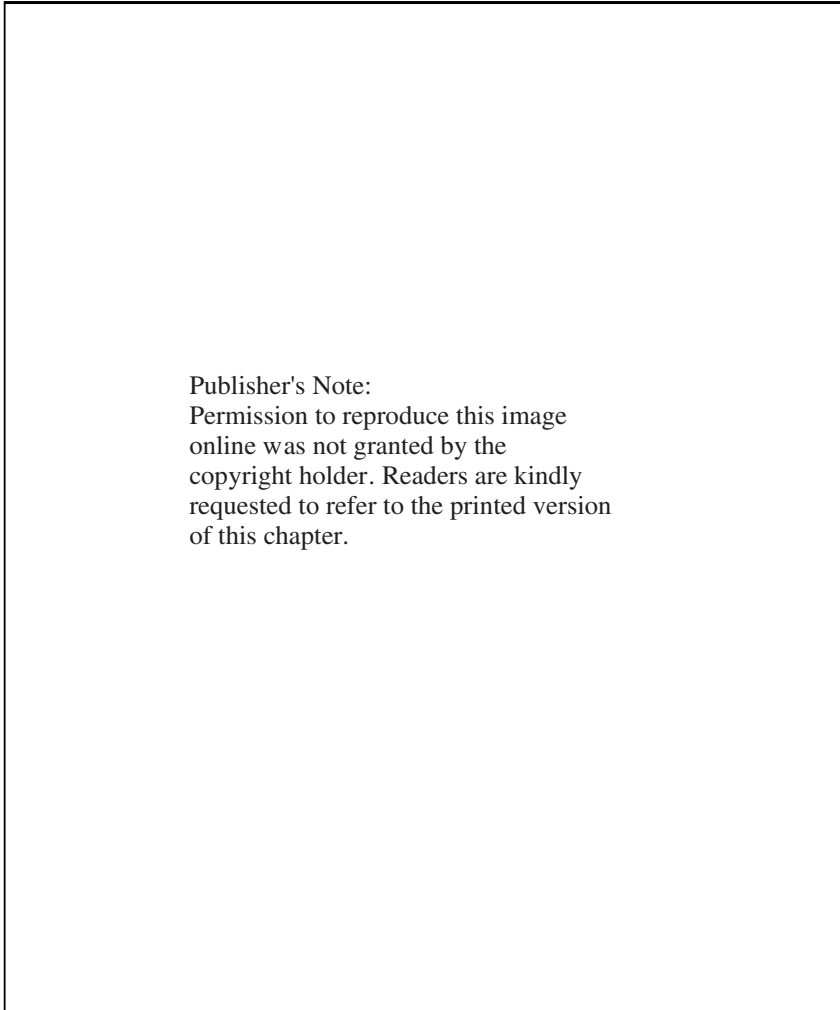 Publisher's Note:
Permission to reproduce this image
online was not granted by the
copyright holder. Readers are kindly
requested to refer to the printed version
of this chapter.